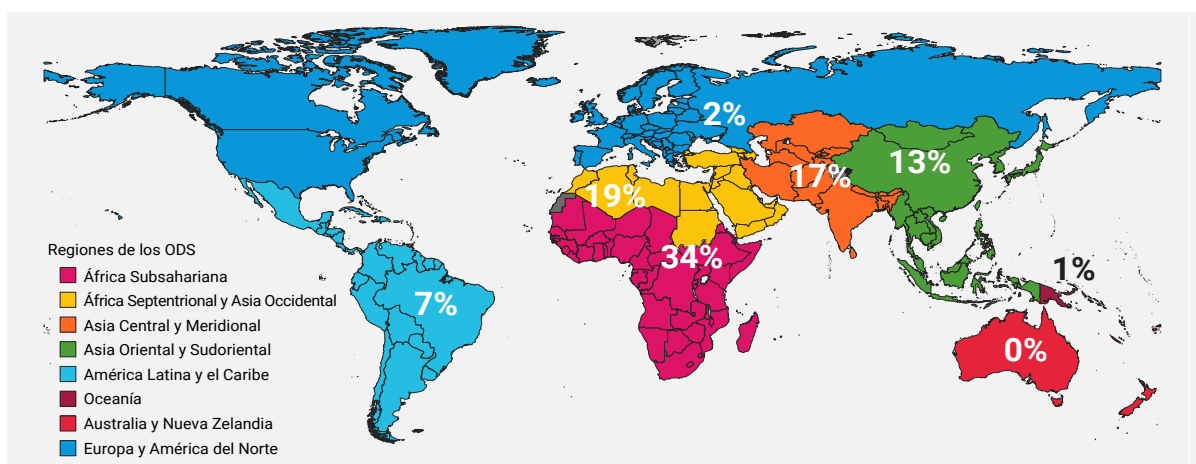 2%
17%
13%
19%
34%
1%
7%
0%
Regiones de los ODS
África Subsahariana
África Septentrional y Asia Occidental
Asia Central y Meridional
Asia Oriental y Sudoriental
América Latina y el Caribe
Oceanía
Australia y Nueva Zelandia
Europa y América del Norte